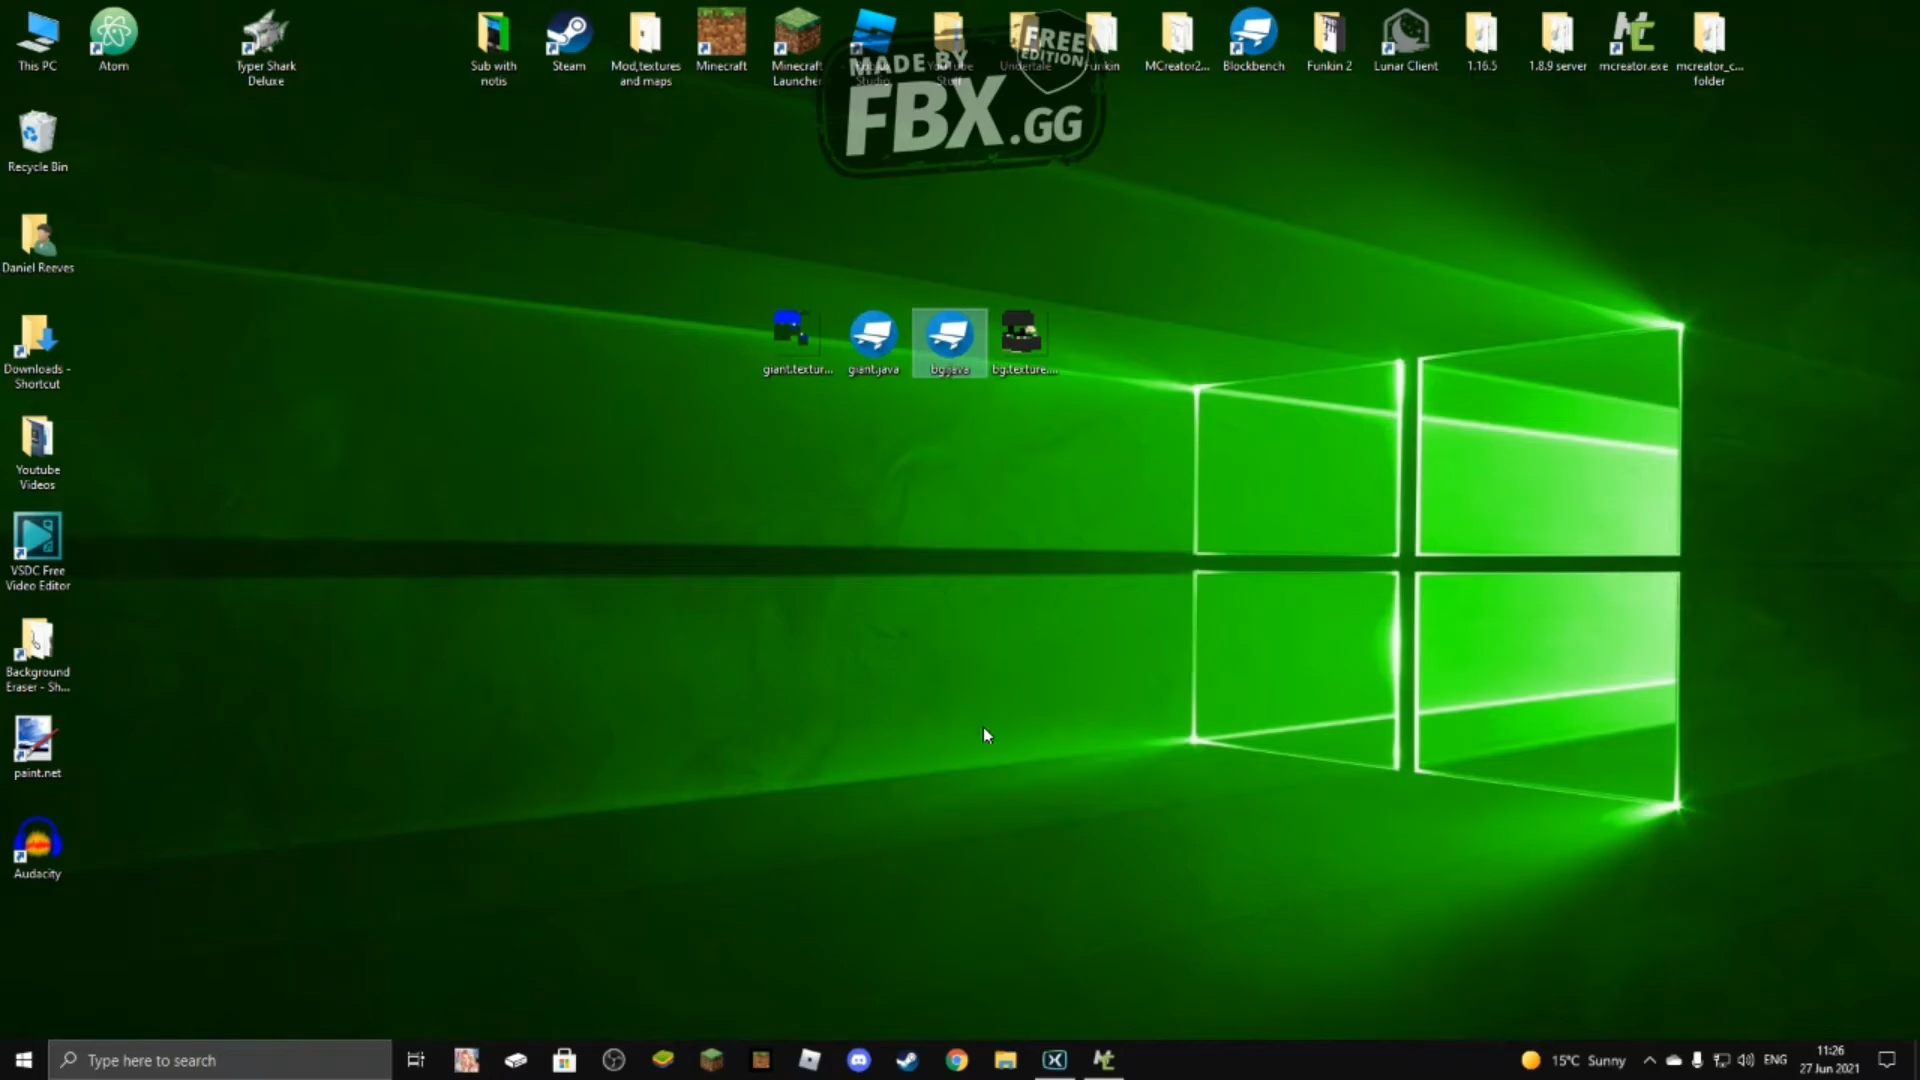 This PC
Atom
Typer Shark
Deluxe
Sub with
notis
Steam
Mod,textures
and maps
Minecraft
Minecraft
Launcher
Studio
YouTube
Stuff
Undertale
Funkin
MCreator2...
Blockbench
Funkin 2
Lunar Client
1.16.5
1.8.9 server
mcreator.exe
mcreator_c...
folder
MADE BY
FREE
EDITION
FBX.GG
Recycle Bin
Daniel Reeves
Downloads -
Shortcut
Youtube
Videos
VSDC Free
Video Editor
Background
Eraser - Sh...
paint.net
Audacity
giant.textur...
giant.java
bg.java
bg.texture....
Type here to search
15°C Sunny
ENG
11:26
27 Jun 2021